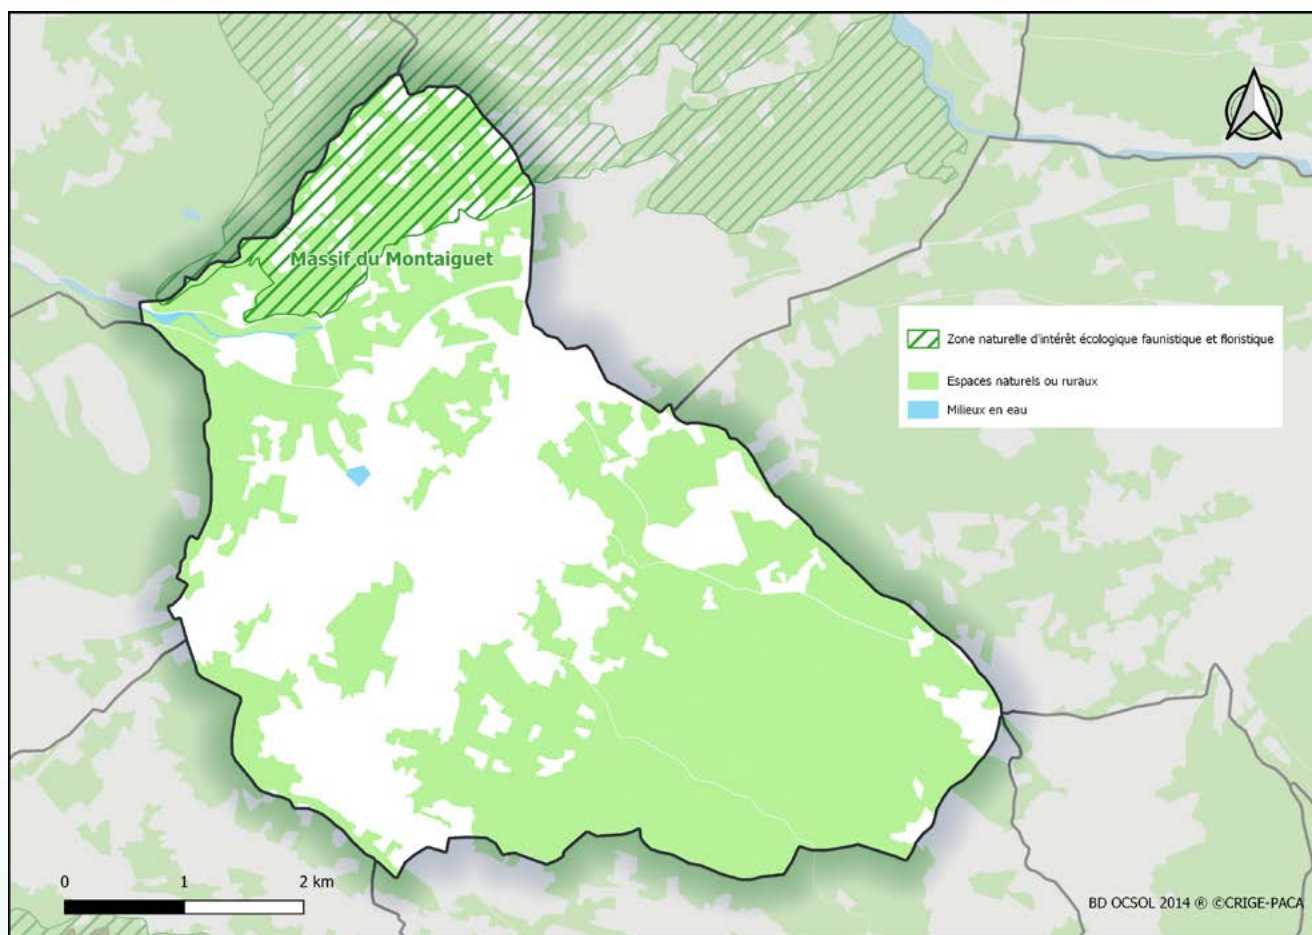 Massif du Montaiguet
Zone naturelle d'intérêt écologique faunistique et floristique
Espaces naturels ou ruraux
Milieux en eau
0 1 2 km
BD OCSOL 2014 ® ©CRIGE-PACA